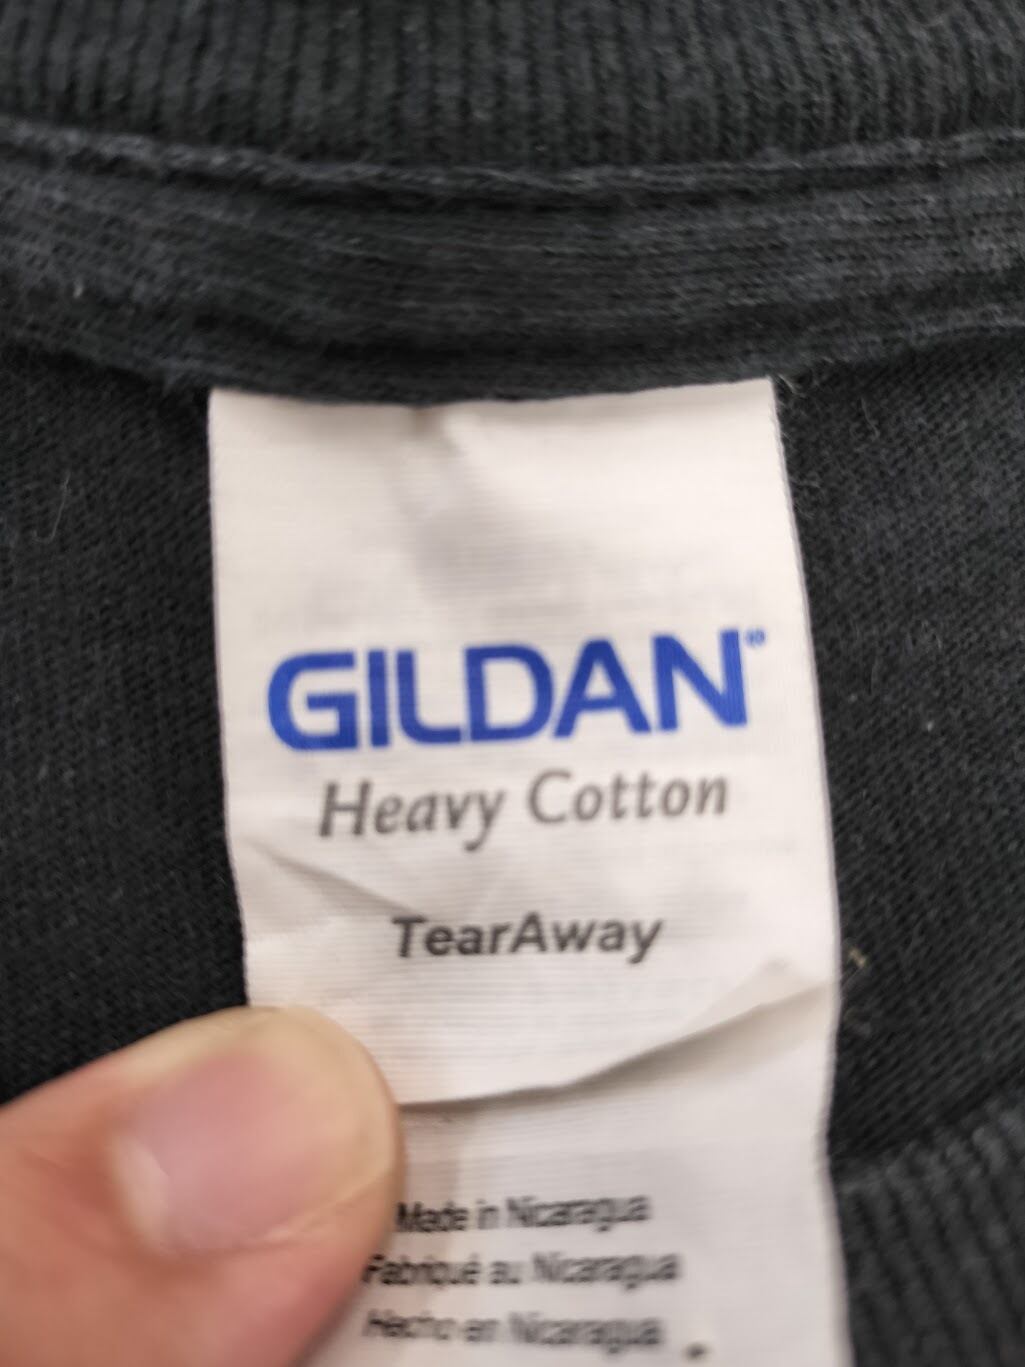 GILDAN®
Heavy Cotton
TearAway
Made in Nicaragua
Fabriqué au Nicaragua
Hecho en Nicaragua